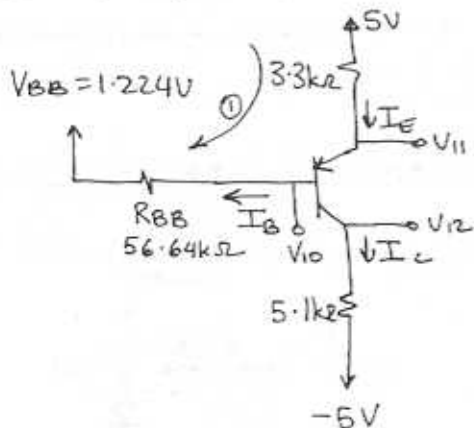 5V
VBB = 1.224V
①
3.3kΩ
IE
V11
RBB
56.64kΩ
IB
V10
V12
IC
5.1kΩ
-5V